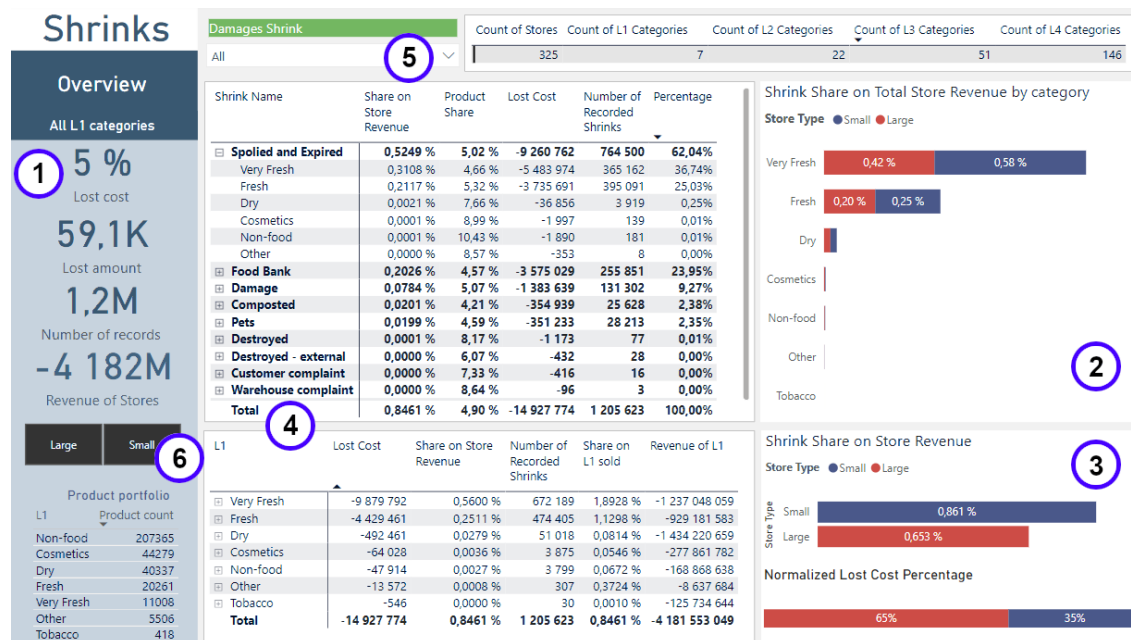 Shrinks
Overview
All L1 categories
1
5 %
Lost cost
59,1K
Lost amount
1,2M
Number of records
-4 182M
Revenue of Stores
Large Small
6
Product portfolio
L1 Product count
Non-food 207365
Cosmetics 44279
Dry 40337
Fresh 20261
Very Fresh 11008
Other 5506
Tobacco 418
Damages Shrink
All
5
Count of Stores Count of L1 Categories Count of L2 Categories Count of L3 Categories Count of L4 Categories
325 7 22 51 146
Shrink Name Share on Store Revenue Product Share Lost Cost Number of Recorded Shrinks Percentage
Spolied and Expired 0,5249 % 5,02 % -9 260 762 764 500 62,04%
Very Fresh 0,3108 % 4,66 % -5 483 974 365 162 36,74%
Fresh 0,2117 % 5,32 % -3 735 691 395 091 25,03%
Dry 0,0021 % 7,66 % -36 856 3 919 0,25%
Cosmetics 0,0001 % 8,99 % -1 997 139 0,01%
Non-food 0,0001 % 10,43 % -1 890 181 0,01%
Other 0,0000 % 8,57 % -353 8 0,00%
Food Bank 0,2026 % 4,57 % -3 575 029 255 851 23,95%
Damage 0,0784 % 5,07 % -1 383 639 131 302 9,27%
Composted 0,0201 % 4,21 % -354 939 25 628 2,38%
Pets 0,0199 % 4,59 % -351 233 28 213 2,35%
Destroyed 0,0001 % 8,17 % -1 173 77 0,01%
Destroyed - external 0,0000 % 6,07 % -432 28 0,00%
Customer complaint 0,0000 % 7,33 % -416 16 0,00%
Warehouse complaint 0,0000 % 8,64 % -96 3 0,00%
Total 0,8461 % 4,90 % -14 927 774 1 205 623 100,00%
4
L1 Lost Cost Share on Store Revenue Number of Recorded Shrinks Share on L1 sold Revenue of L1
Very Fresh -9 879 792 0,5600 % 672 189 1,8928 % -1 237 048 059
Fresh -4 429 461 0,2511 % 474 405 1,1298 % -929 181 583
Dry -492 461 0,0279 % 51 018 0,0814 % -1 434 220 659
Cosmetics -64 028 0,0036 % 3 875 0,0546 % -277 861 782
Non-food -47 914 0,0027 % 3 799 0,0672 % -168 868 638
Other -13 572 0,0008 % 307 0,3724 % -8 637 684
Tobacco -546 0,0000 % 30 0,0010 % -125 734 644
Total -14 927 774 0,8461 % 1 205 623 0,8461 % -4 181 553 049
Shrink Share on Total Store Revenue by category
Store Type Small Large
Very Fresh 0,42 % 0,58 %
Fresh 0,20 % 0,25 %
Dry
Cosmetics
Non-food
Other
Tobacco
2
Shrink Share on Store Revenue
Store Type Small Large
3
Store Type
Small 0,861 %
Large 0,653 %
Normalized Lost Cost Percentage
65% 35%